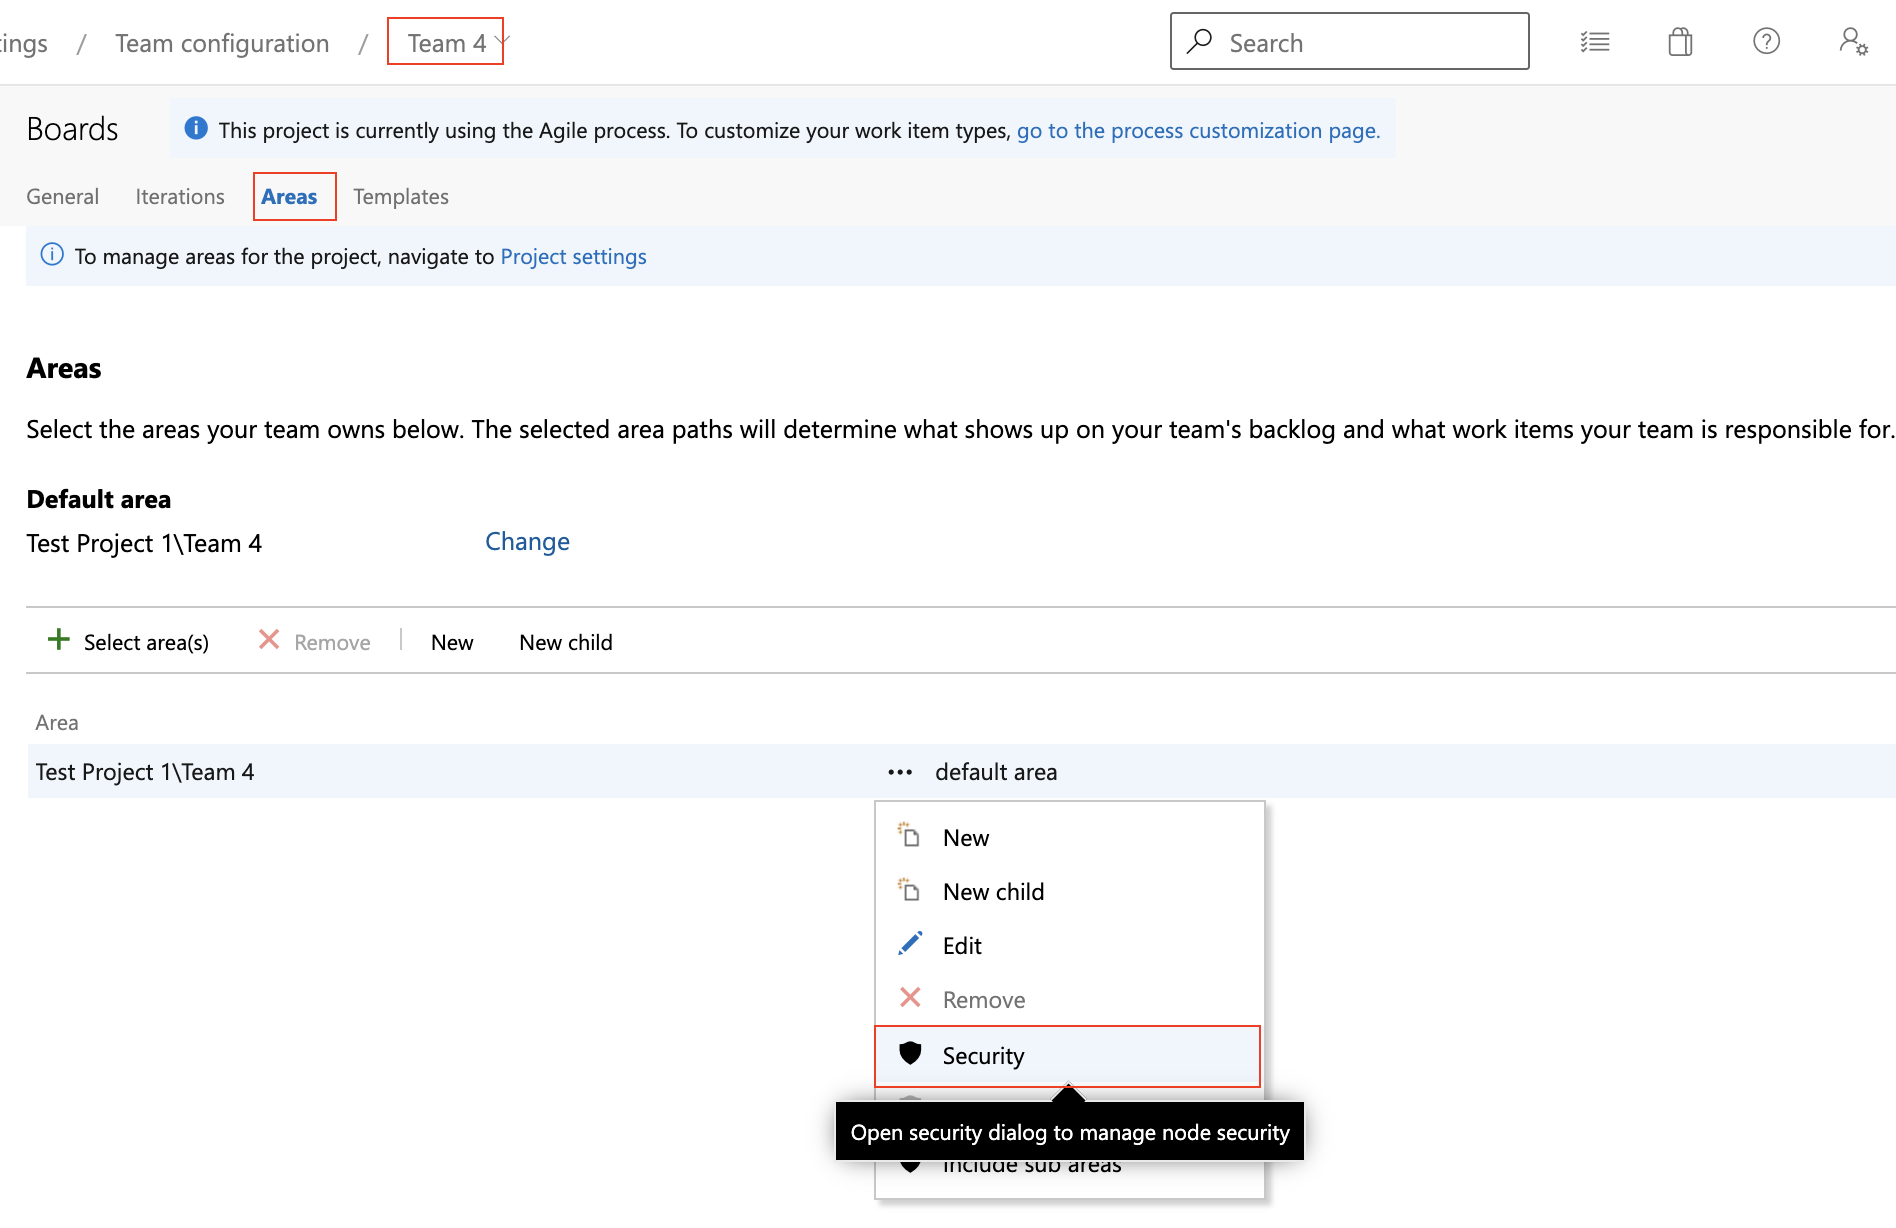 tings / Team configuration / Team 4
Search
Boards
This project is currently using the Agile process. To customize your work item types, go to the process customization page.
General Iterations Areas Templates
To manage areas for the project, navigate to Project settings
Areas
Select the areas your team owns below. The selected area paths will determine what shows up on your team's backlog and what work items your team is responsible for.
Default area
Test Project 1\Team 4 Change
Select area(s) Remove New New child
Area
Test Project 1\Team 4 ••• default area
New
New child
Edit
Remove
Security
Open security dialog to manage node security
Include sub areas